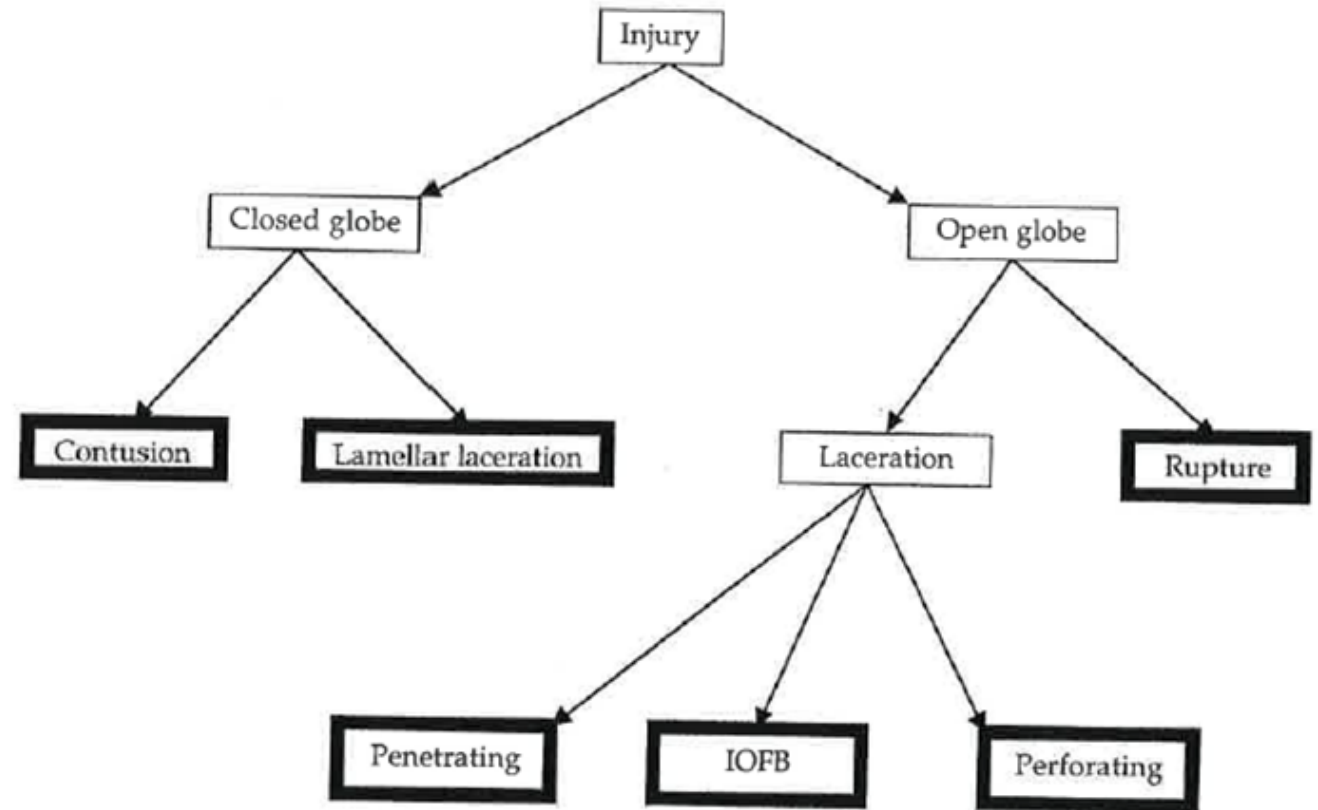 Injury
Closed globe
Open globe
Contusion
Lamellar laceration
Laceration
Rupture
Penetrating
IOFB
Perforating